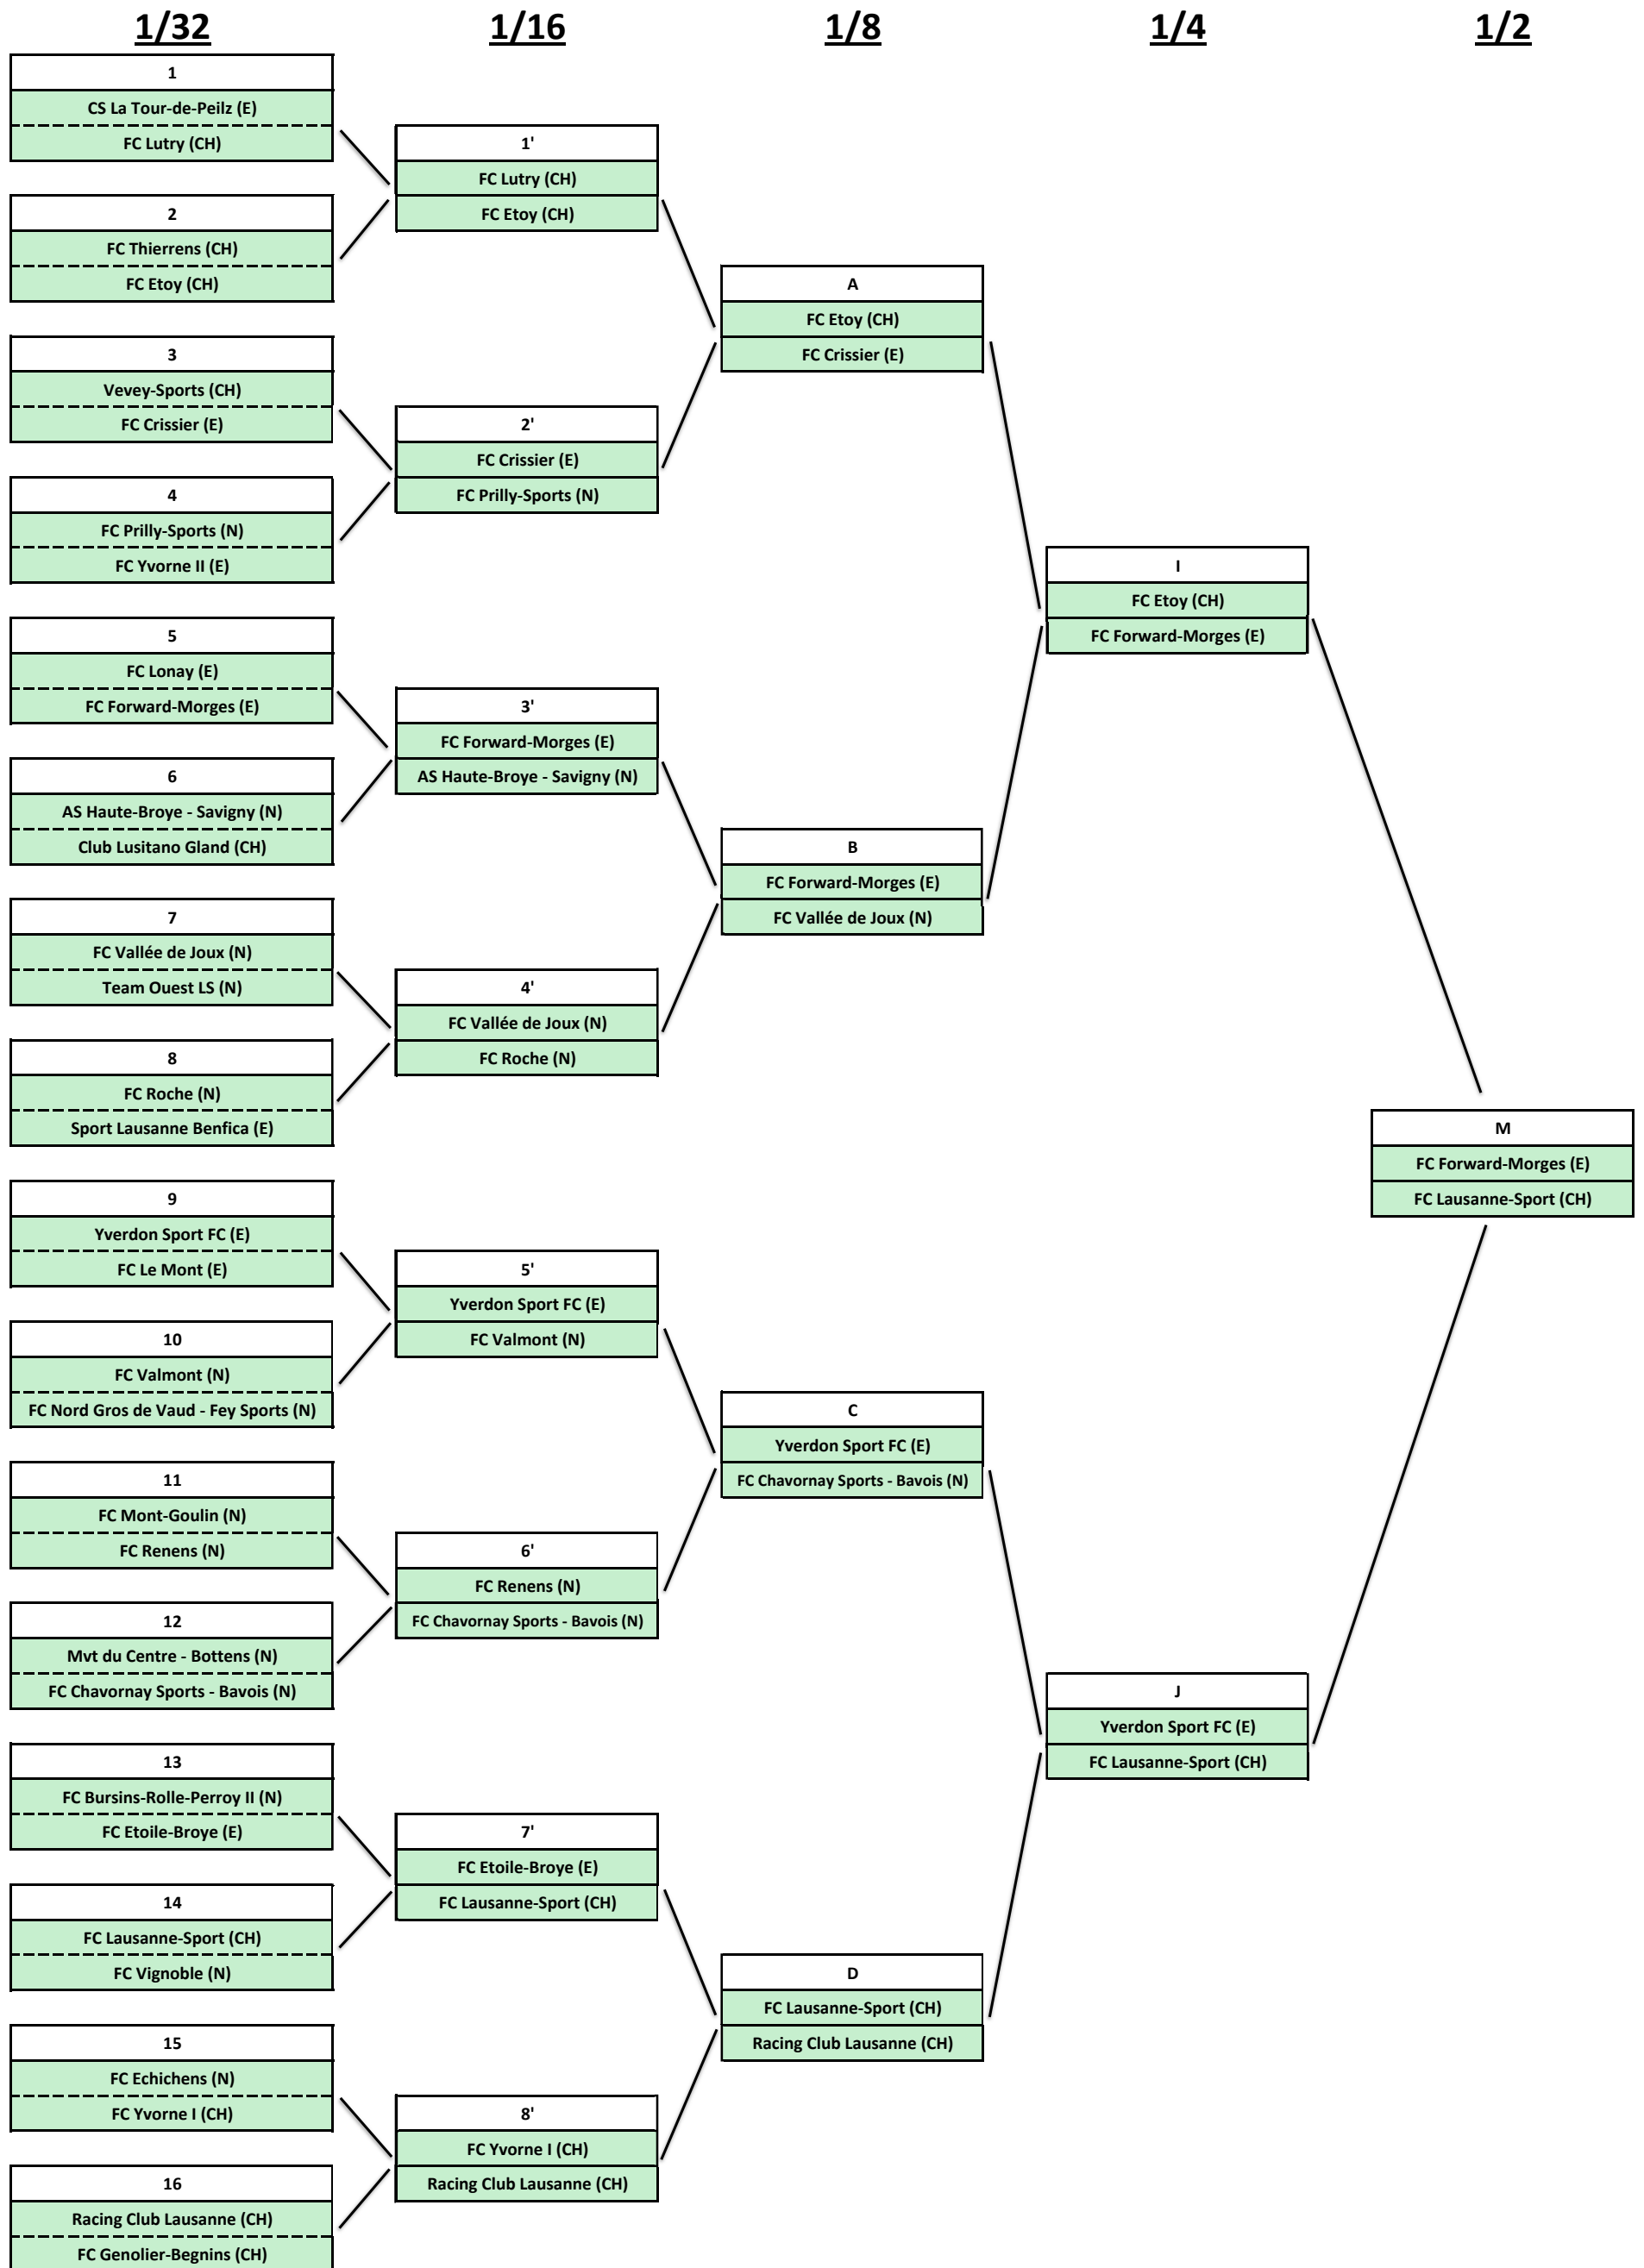 1/32
1/16
1/8
1/4
1/2
1
CS La Tour-de-Peilz (E)
FC Lutry (CH)
2
FC Thierrens (CH)
FC Etoy (CH)
3
Vevey-Sports (CH)
FC Crissier (E)
4
FC Prilly-Sports (N)
FC Yvorne II (E)
5
FC Lonay (E)
FC Forward-Morges (E)
6
AS Haute-Broye - Savigny (N)
Club Lusitano Gland (CH)
7
FC Vallée de Joux (N)
Team Ouest LS (N)
8
FC Roche (N)
Sport Lausanne Benfica (E)
9
Yverdon Sport FC (E)
FC Le Mont (E)
10
FC Valmont (N)
FC Nord Gros de Vaud - Fey Sports (N)
11
FC Mont-Goulin (N)
FC Renens (N)
12
Mvt du Centre - Bottens (N)
FC Chavornay Sports - Bavois (N)
13
FC Bursins-Rolle-Perroy II (N)
FC Etoile-Broye (E)
14
FC Lausanne-Sport (CH)
FC Vignoble (N)
15
FC Echichens (N)
FC Yvorne I (CH)
16
Racing Club Lausanne (CH)
FC Genolier-Begnins (CH)
1'
FC Lutry (CH)
FC Etoy (CH)
2'
FC Crissier (E)
FC Prilly-Sports (N)
3'
FC Forward-Morges (E)
AS Haute-Broye - Savigny (N)
4'
FC Vallée de Joux (N)
FC Roche (N)
5'
Yverdon Sport FC (E)
FC Valmont (N)
6'
FC Renens (N)
FC Chavornay Sports - Bavois (N)
7'
FC Etoile-Broye (E)
FC Lausanne-Sport (CH)
8'
FC Yvorne I (CH)
Racing Club Lausanne (CH)
A
FC Etoy (CH)
FC Crissier (E)
B
FC Forward-Morges (E)
FC Vallée de Joux (N)
C
Yverdon Sport FC (E)
FC Chavornay Sports - Bavois (N)
D
FC Lausanne-Sport (CH)
Racing Club Lausanne (CH)
I
FC Etoy (CH)
FC Forward-Morges (E)
J
Yverdon Sport FC (E)
FC Lausanne-Sport (CH)
M
FC Forward-Morges (E)
FC Lausanne-Sport (CH)